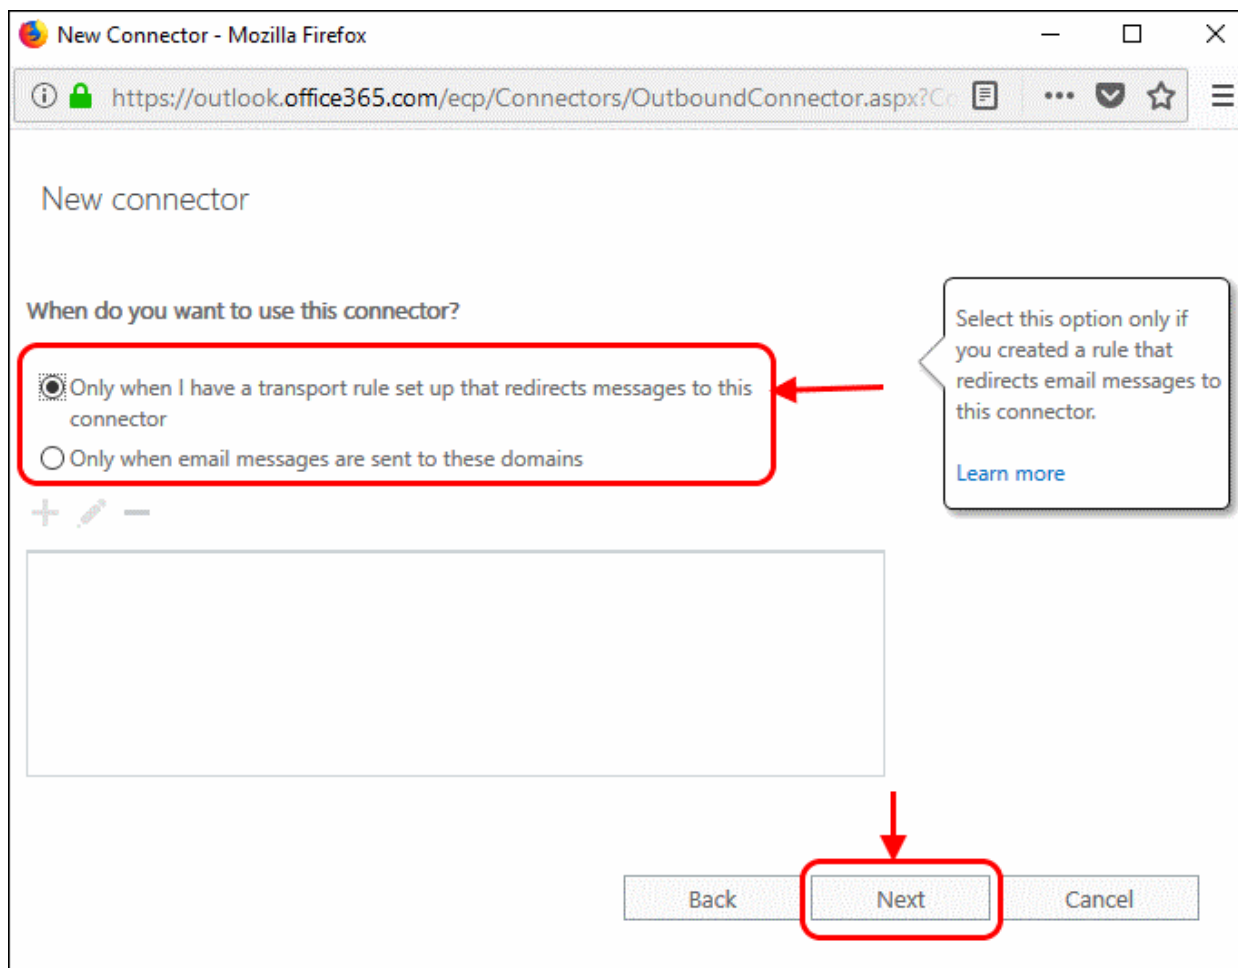 New Connector - Mozilla Firefox
https://outlook.office365.com/ecp/Connectors/OutboundConnector.aspx?Co
New connector
When do you want to use this connector?
Only when I have a transport rule set up that redirects messages to this
connector
Only when email messages are sent to these domains
Select this option only if
you created a rule that
redirects email messages to
this connector.
Learn more
Back
Next
Cancel